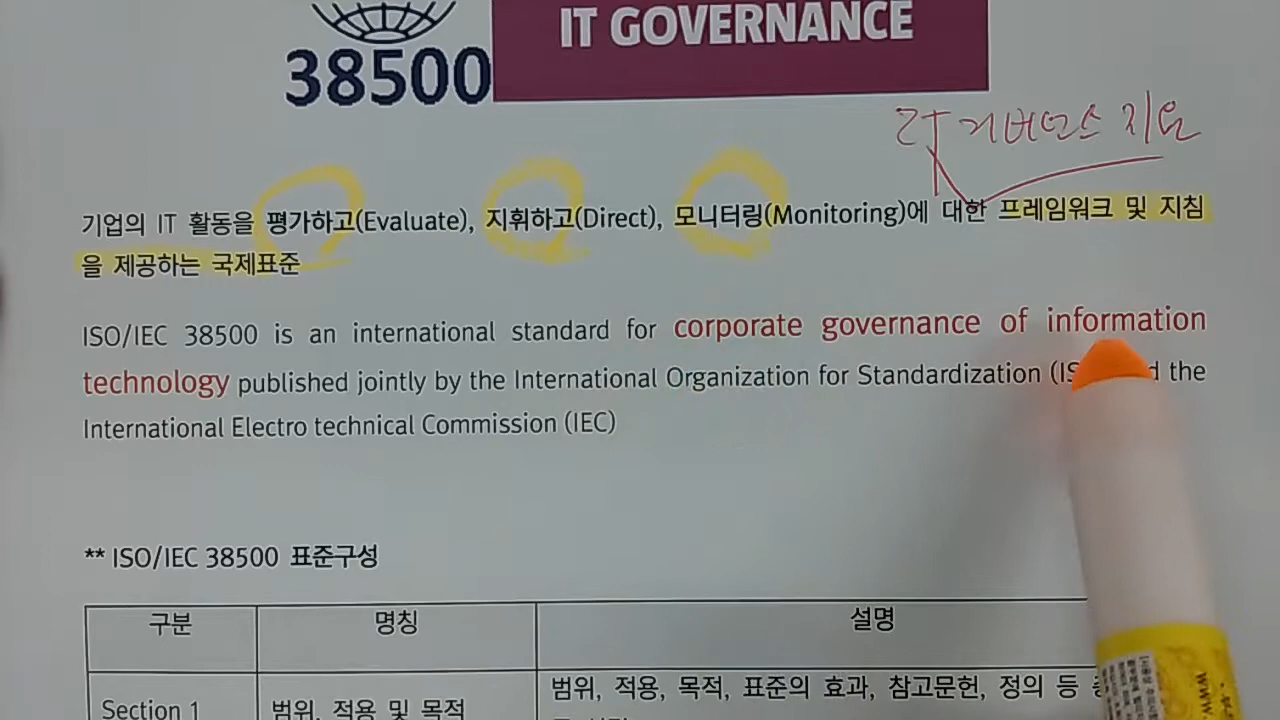 IT GOVERNANCE
38500
거버넌스 지요
기업의 IT 활동을 평가하고(Evaluate), 지휘하고(Direct), 모니터링(Monitoring)에 대한 프레임워크 및 지침
을 제공하는 국제표준
ISO/IEC 38500 is an international standard for corporate governance of information
technology published jointly by the International Organization for Standardization (IS d the
International Electro technical Commission (IEC)
** ISO/IEC 38500 표준구성
구분 명칭 설명
Section 1 범위, 적용 및 목적 범위, 적용, 목적, 표준의 효과, 참고문헌, 정의 등